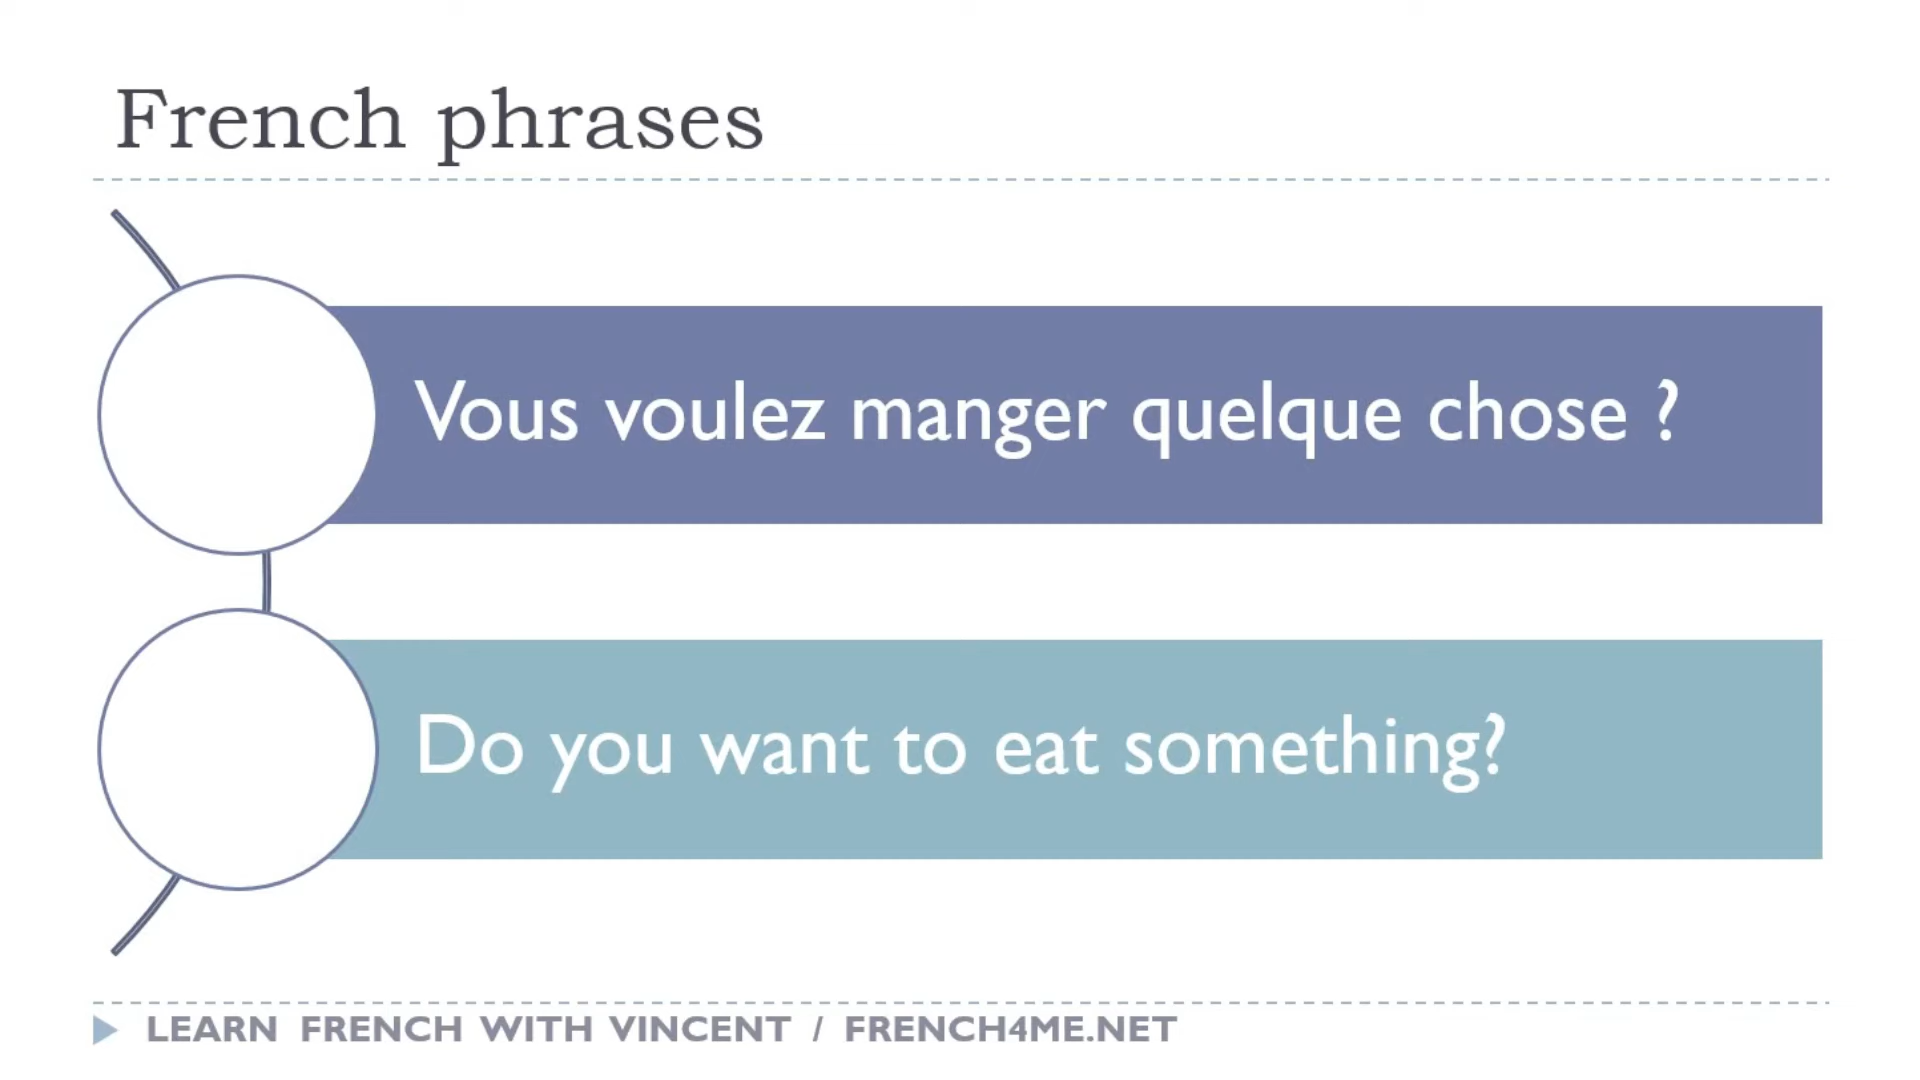 French phrases
Vous voulez manger quelque chose ?
Do you want to eat something?
LEARN FRENCH WITH VINCENT / FRENCH4ME.NET